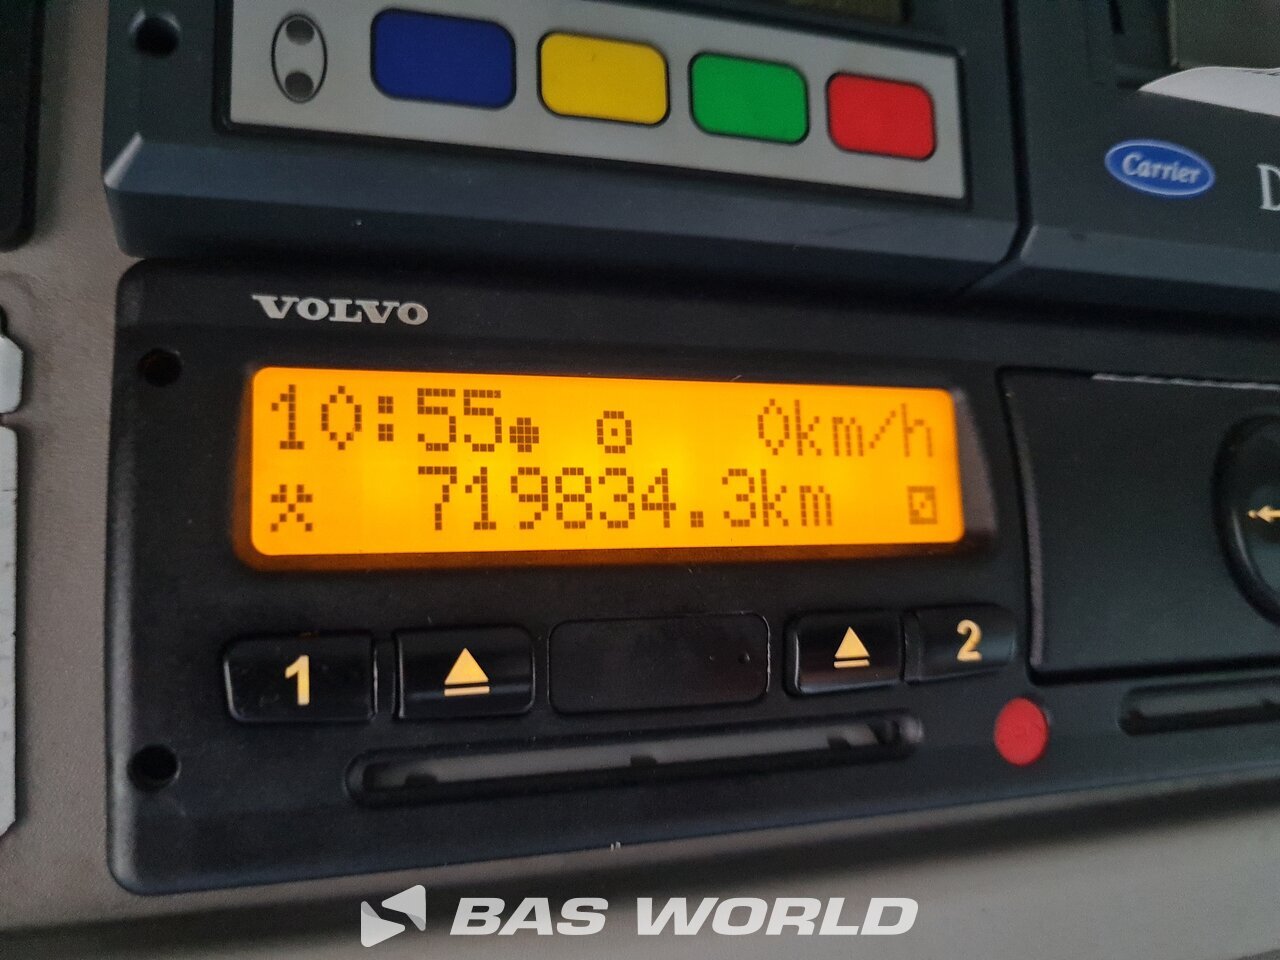 Carrier
D
VOLVO
10:55 0km/h
719834.3km
1
2
BAS WORLD